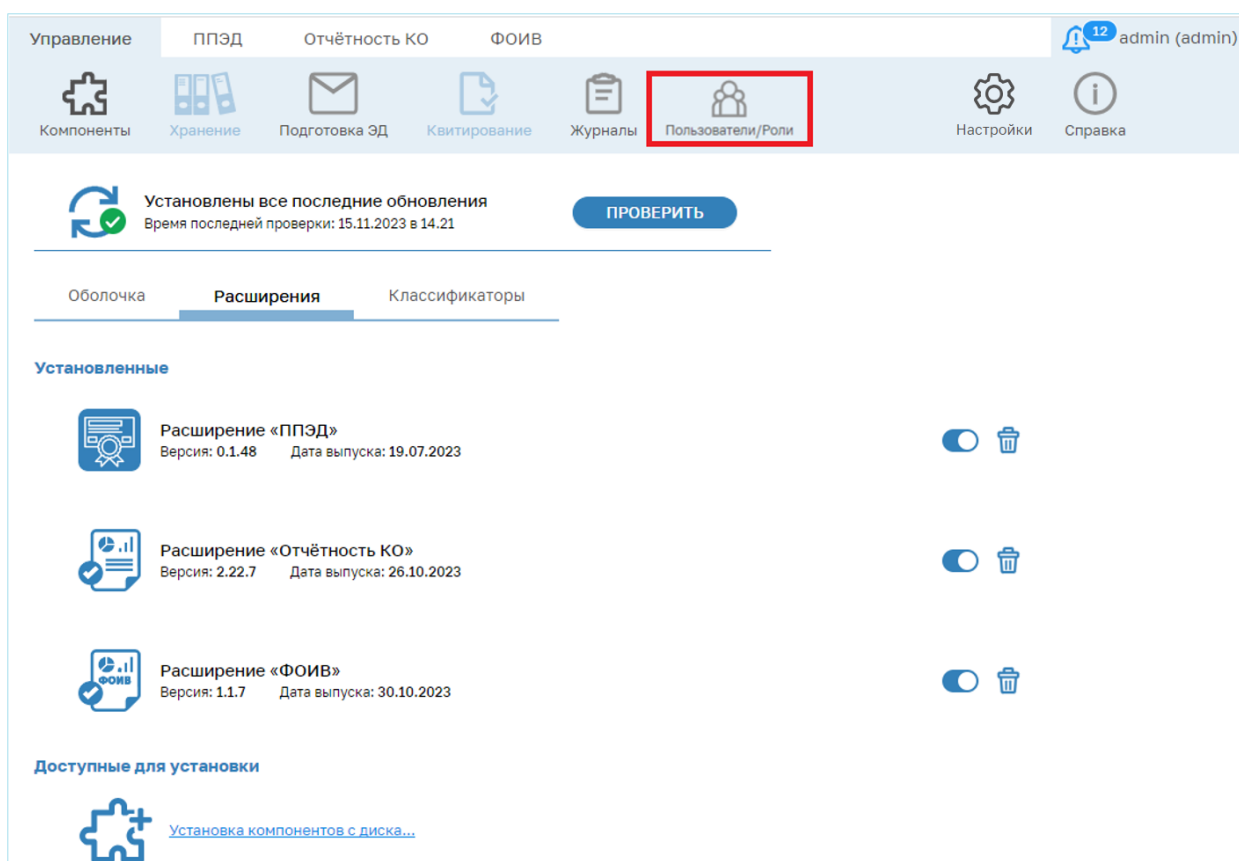 Управление ППЭД Отчётность КО ФОИВ 12 admin (admin)
Компоненты Хранение Подготовка ЭД Квитирование Журналы Пользователи/Роли Настройки Справка
Установлены все последние обновления
Время последней проверки: 15.11.2023 в 14.21
ПРОВЕРИТЬ
Оболочка Расширения Классификаторы
Установленные
Расширение «ППЭД»
Версия: 0.1.48 Дата выпуска: 19.07.2023
Расширение «Отчётность КО»
Версия: 2.22.7 Дата выпуска: 26.10.2023
ФОИВ
Расширение «ФОИВ»
Версия: 1.1.7 Дата выпуска: 30.10.2023
Доступные для установки
Установка компонентов с диска...